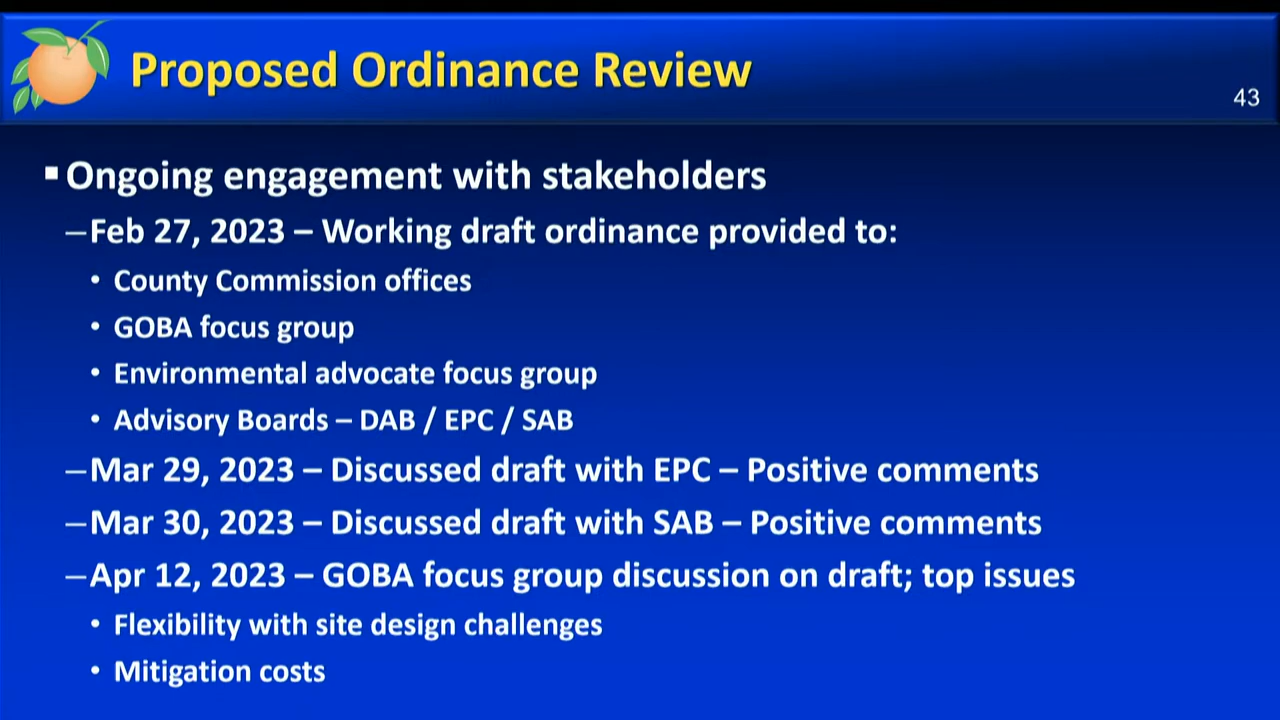 Proposed Ordinance Review
43
▪ Ongoing engagement with stakeholders
–Feb 27, 2023 – Working draft ordinance provided to:
• County Commission offices
• GOBA focus group
• Environmental advocate focus group
• Advisory Boards – DAB / EPC / SAB
–Mar 29, 2023 – Discussed draft with EPC – Positive comments
–Mar 30, 2023 – Discussed draft with SAB – Positive comments
–Apr 12, 2023 – GOBA focus group discussion on draft; top issues
• Flexibility with site design challenges
• Mitigation costs